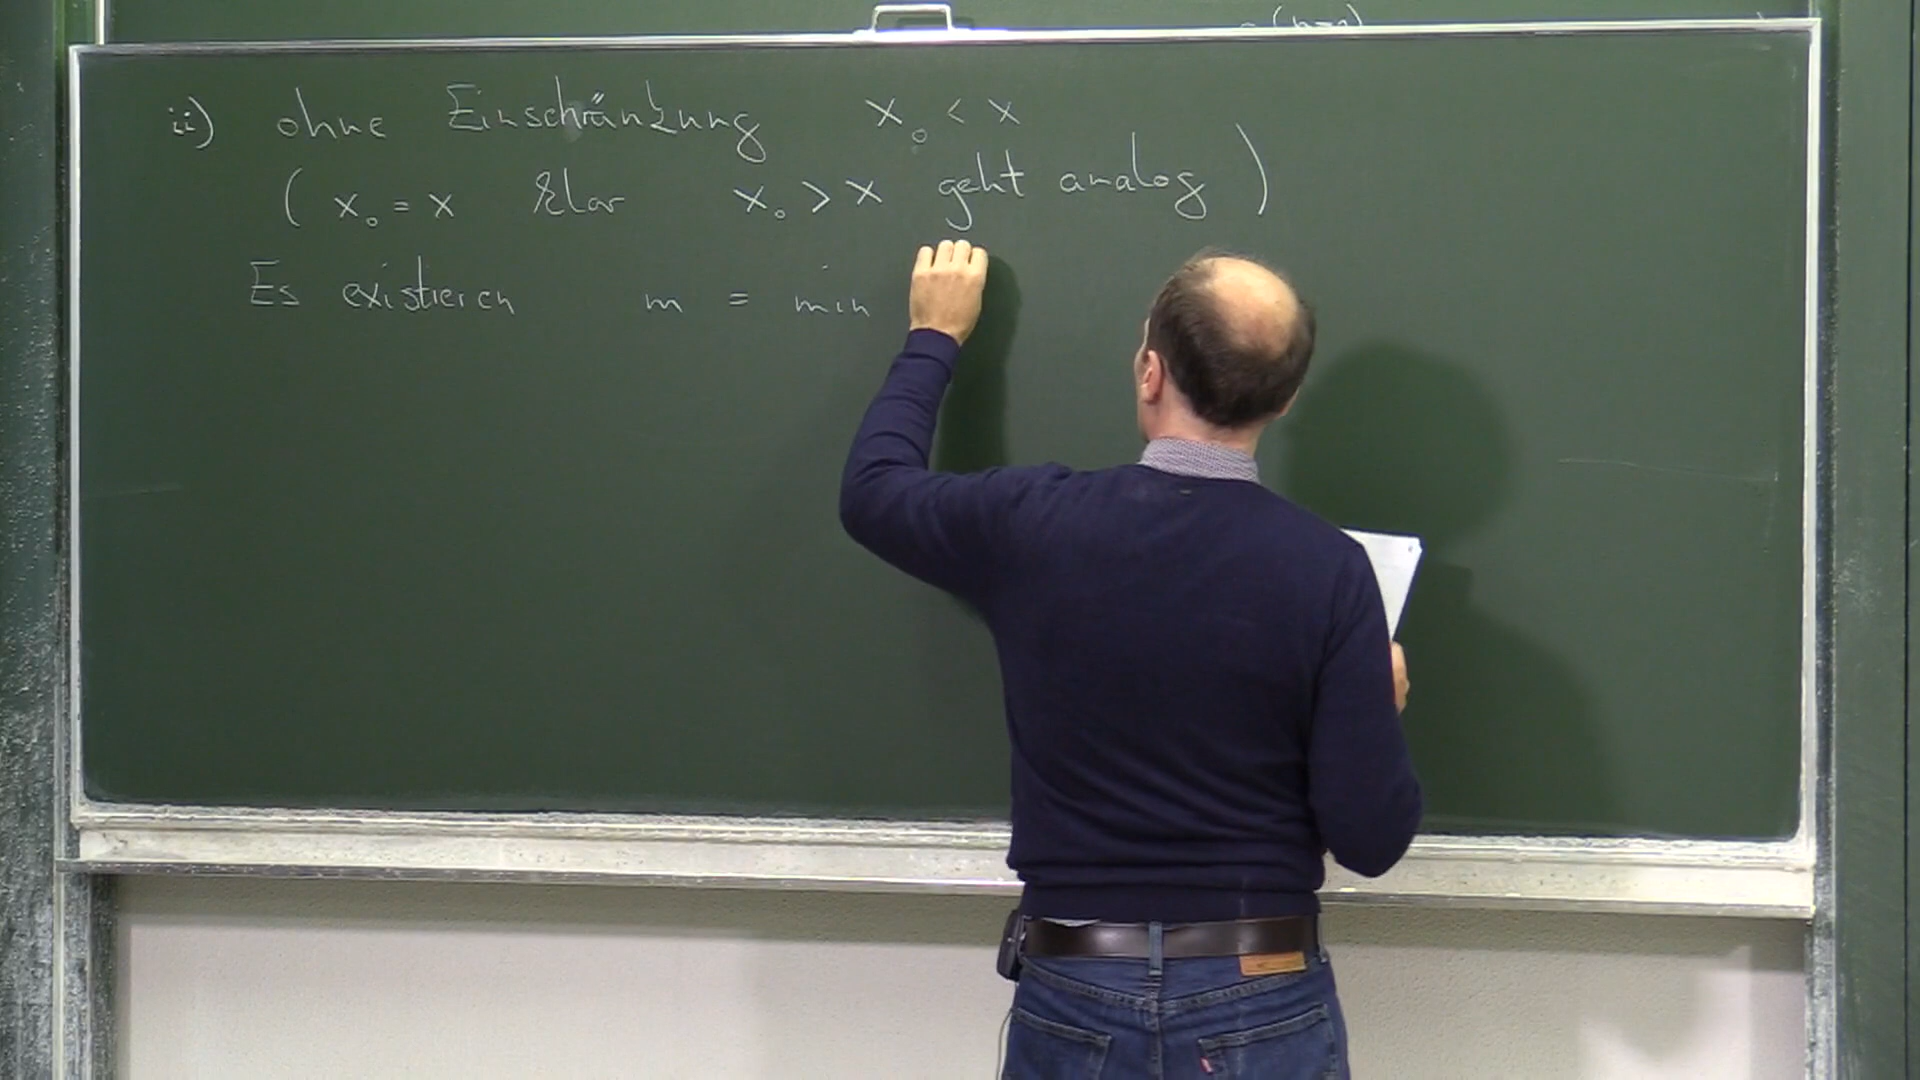 ii) ohne Einschränkung x₀ < x
( x₀ = x klar x₀ > x geht analog )
Es existieren m = min